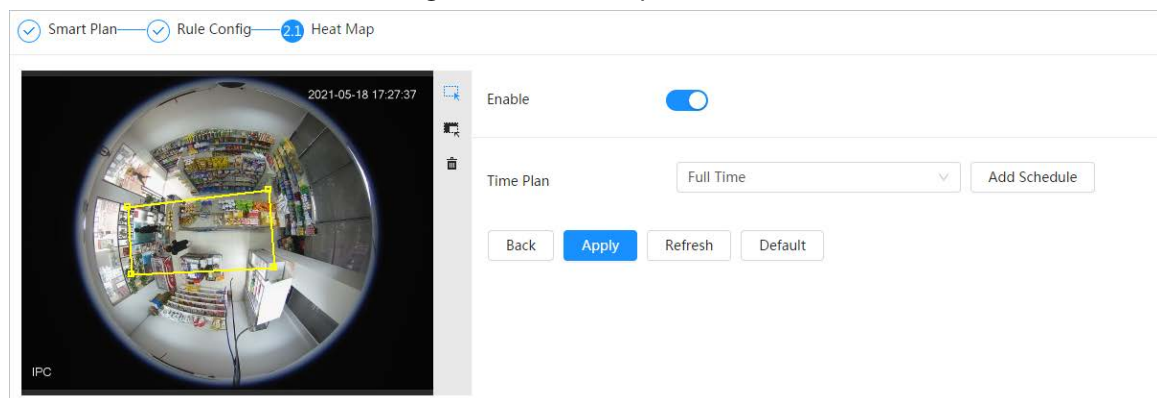 Smart Plan Rule Config 2.1 Heat Map
2021-05-18 17:27:37
Enable
Time Plan Full Time Add Schedule
Back Apply Refresh Default
IPC